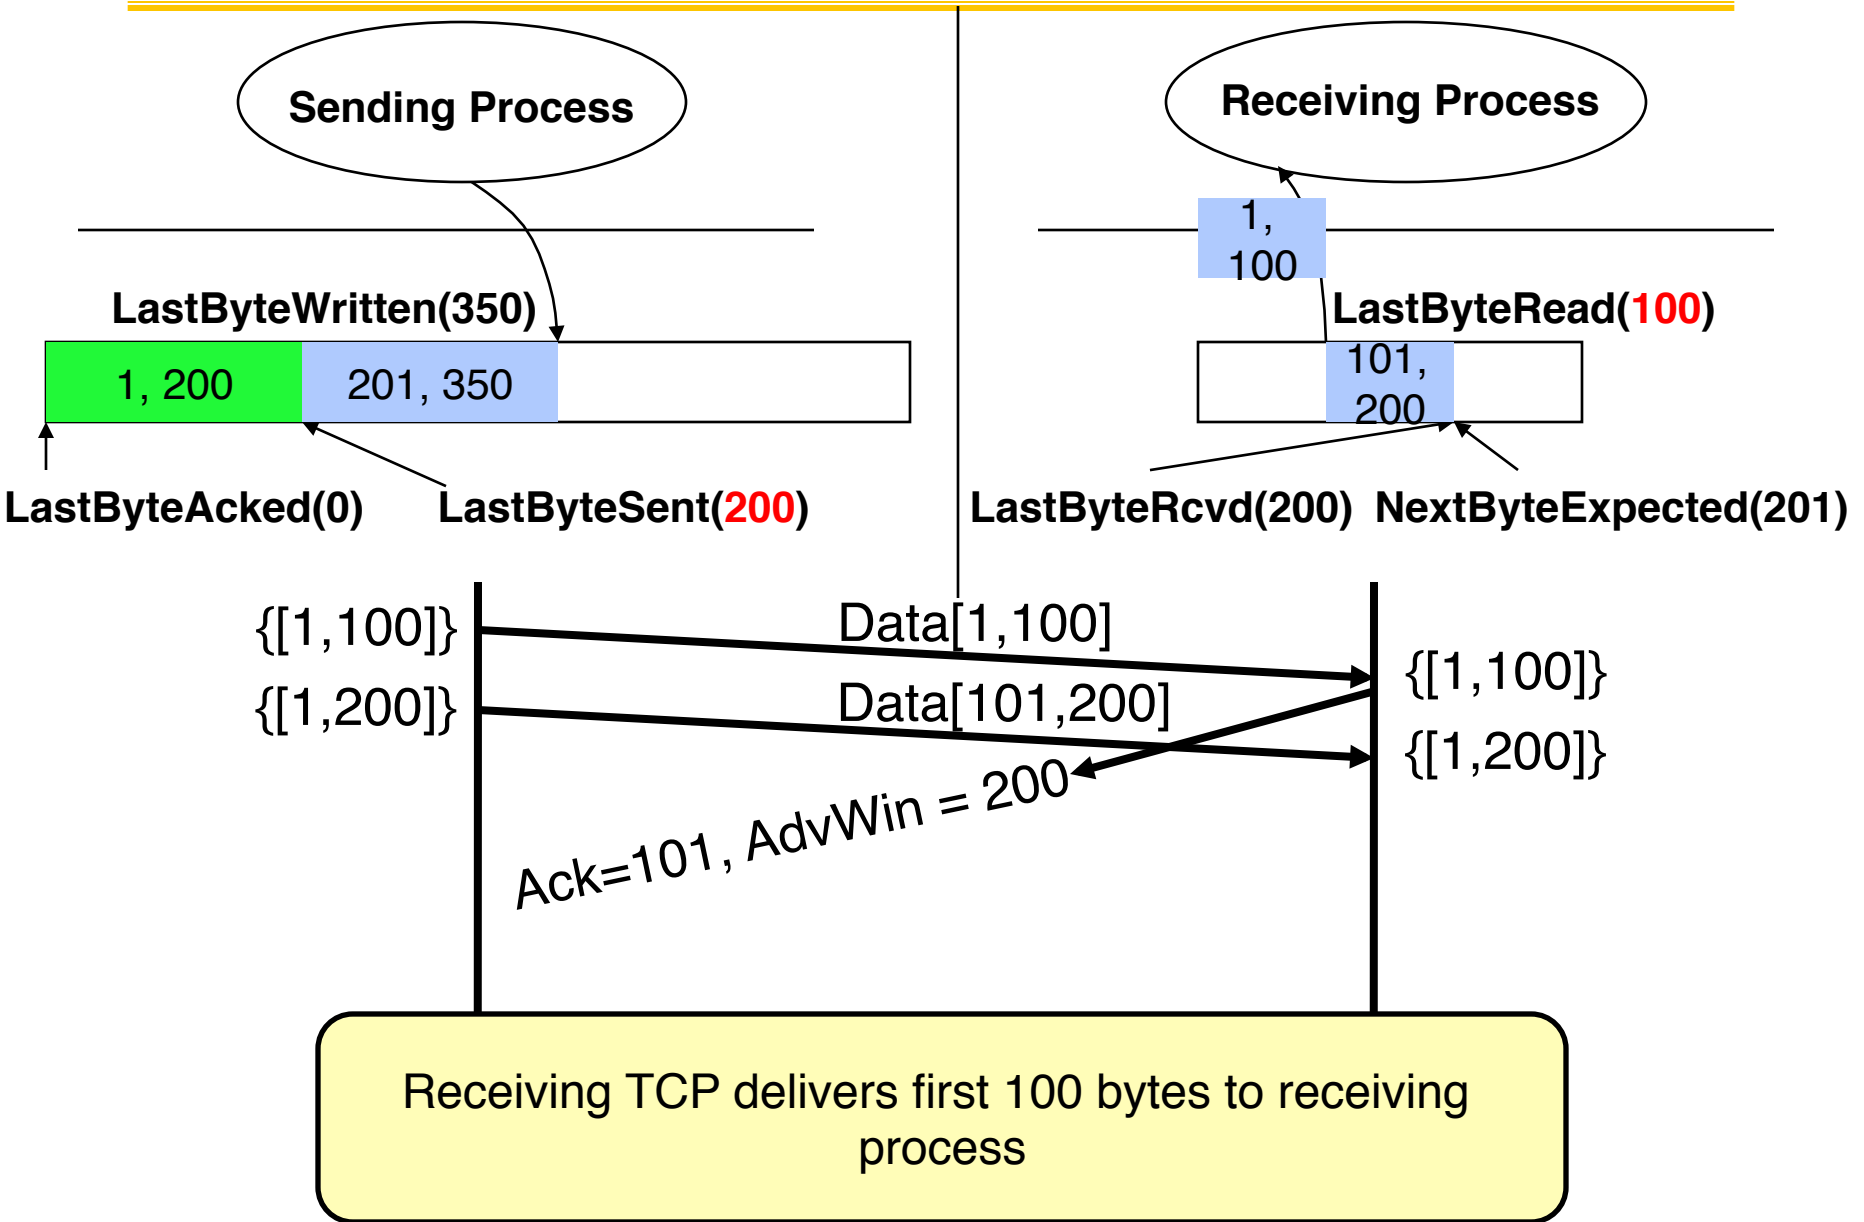 Sending Process
Receiving Process
1,
100
LastByteWritten(350)
LastByteRead(100)
1, 200
201, 350
101,
200
LastByteAcked(0)
LastByteSent(200)
LastByteRcvd(200)
NextByteExpected(201)
{[1,100]}
Data[1,100]
{[1,100]}
{[1,200]}
Data[101,200]
{[1,200]}
Ack=101, AdvWin = 200
Receiving TCP delivers first 100 bytes to receiving
process